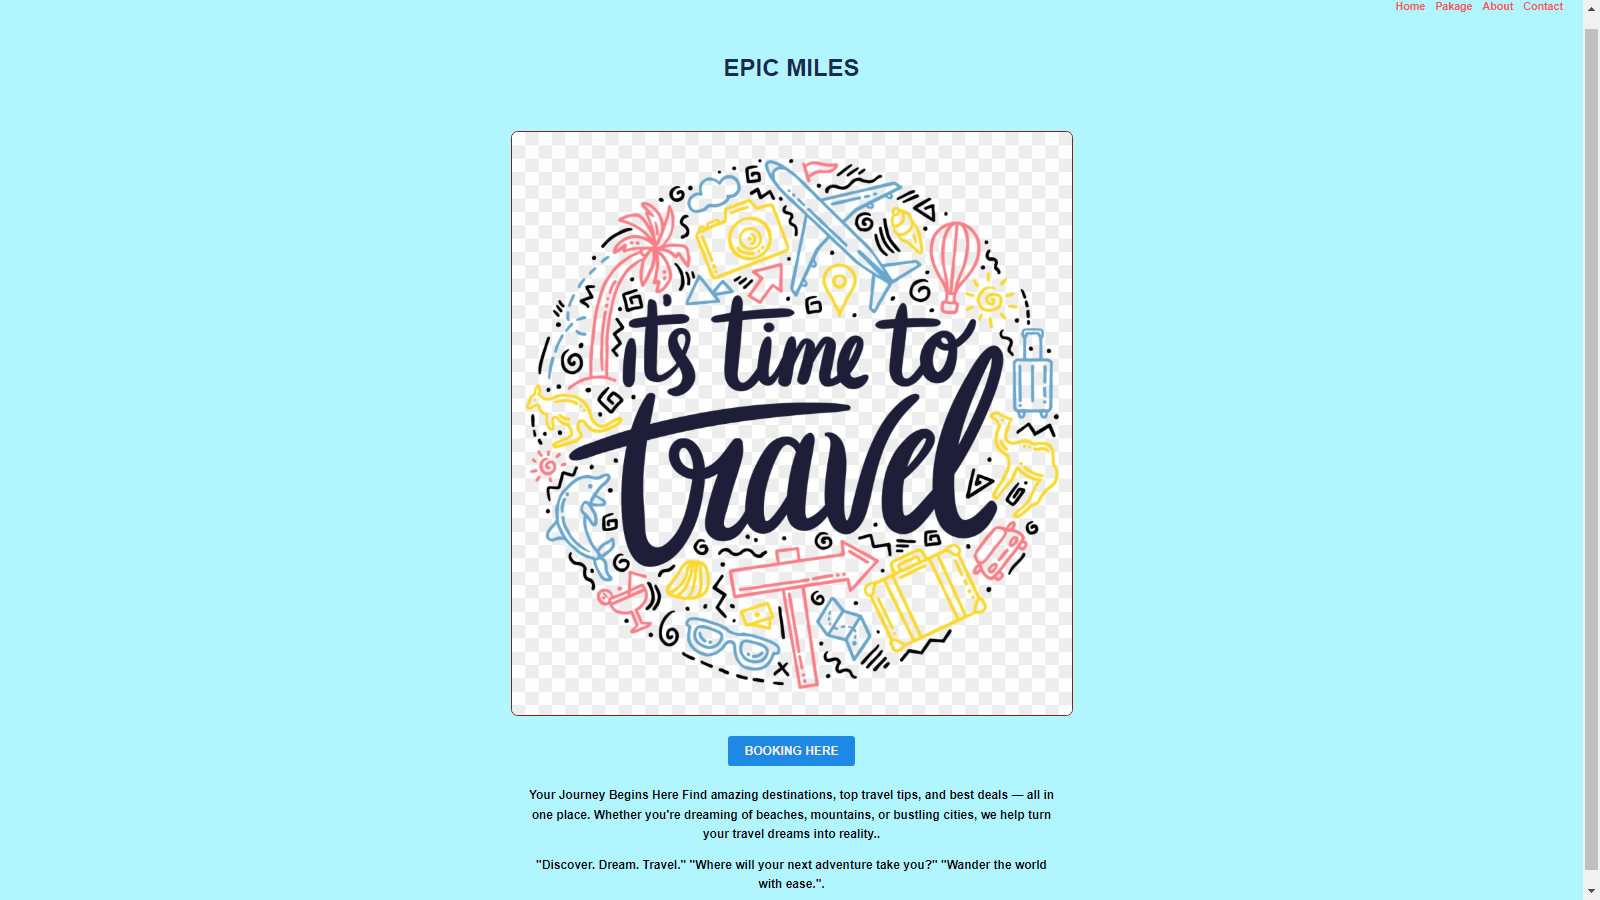 Home Pakage About Contact
EPIC MILES
it's time to
travel
BOOKING HERE
Your Journey Begins Here Find amazing destinations, top travel tips, and best deals — all in
one place. Whether you're dreaming of beaches, mountains, or bustling cities, we help turn
your travel dreams into reality..
"Discover. Dream. Travel." "Where will your next adventure take you?" "Wander the world
with ease.".